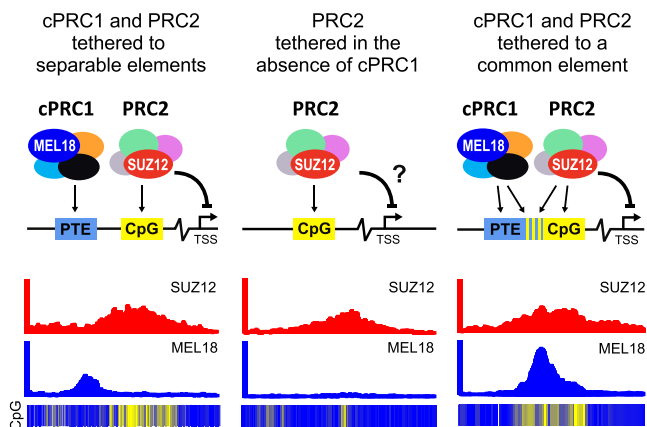 cPRC1 and PRC2
tethered to
separable elements
cPRC1 PRC2
MEL18
SUZ12
PTE
CpG
TSS
SUZ12
MEL18
CpG
PRC2
tethered in the
absence of cPRC1
PRC2
SUZ12
?
CpG
TSS
SUZ12
MEL18
cPRC1 and PRC2
tethered to a
common element
cPRC1 PRC2
MEL18
SUZ12
PTE
CpG
TSS
SUZ12
MEL18